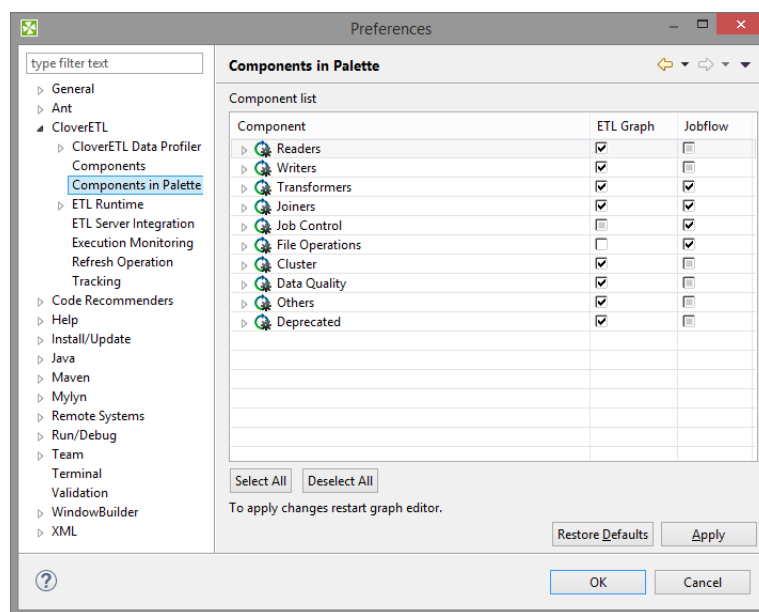 Preferences
type filter text
General
Ant
CloverETL
CloverETL Data Profiler
Components
Components in Palette
ETL Runtime
ETL Server Integration
Execution Monitoring
Refresh Operation
Tracking
Code Recommenders
Help
Install/Update
Java
Maven
Mylyn
Remote Systems
Run/Debug
Team
Terminal
Validation
WindowBuilder
XML
Components in Palette
Component list
Component ETL Graph Jobflow
Readers
Writers
Transformers
Joiners
Job Control
File Operations
Cluster
Data Quality
Others
Deprecated
Select All Deselect All
To apply changes restart graph editor.
Restore Defaults Apply
? OK Cancel